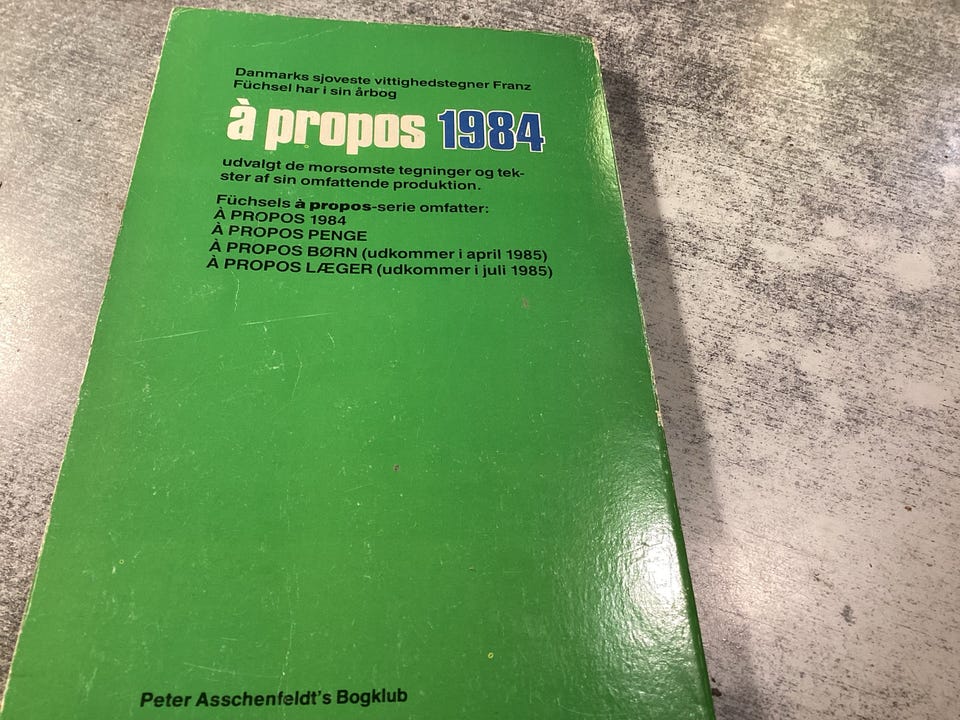 Danmarks sjoveste vittighedstegner Franz
Füchsel har i sin årbog
à propos 1984
udvalgt de morsomste tegninger og tek-
ster af sin omfattende produktion.
Füchsels à propos-serie omfatter:
À PROPOS 1984
À PROPOS PENGE
À PROPOS BØRN (udkommer i april 1985)
À PROPOS LÆGER (udkommer i juli 1985)
Peter Asschenfeldt's Bogklub